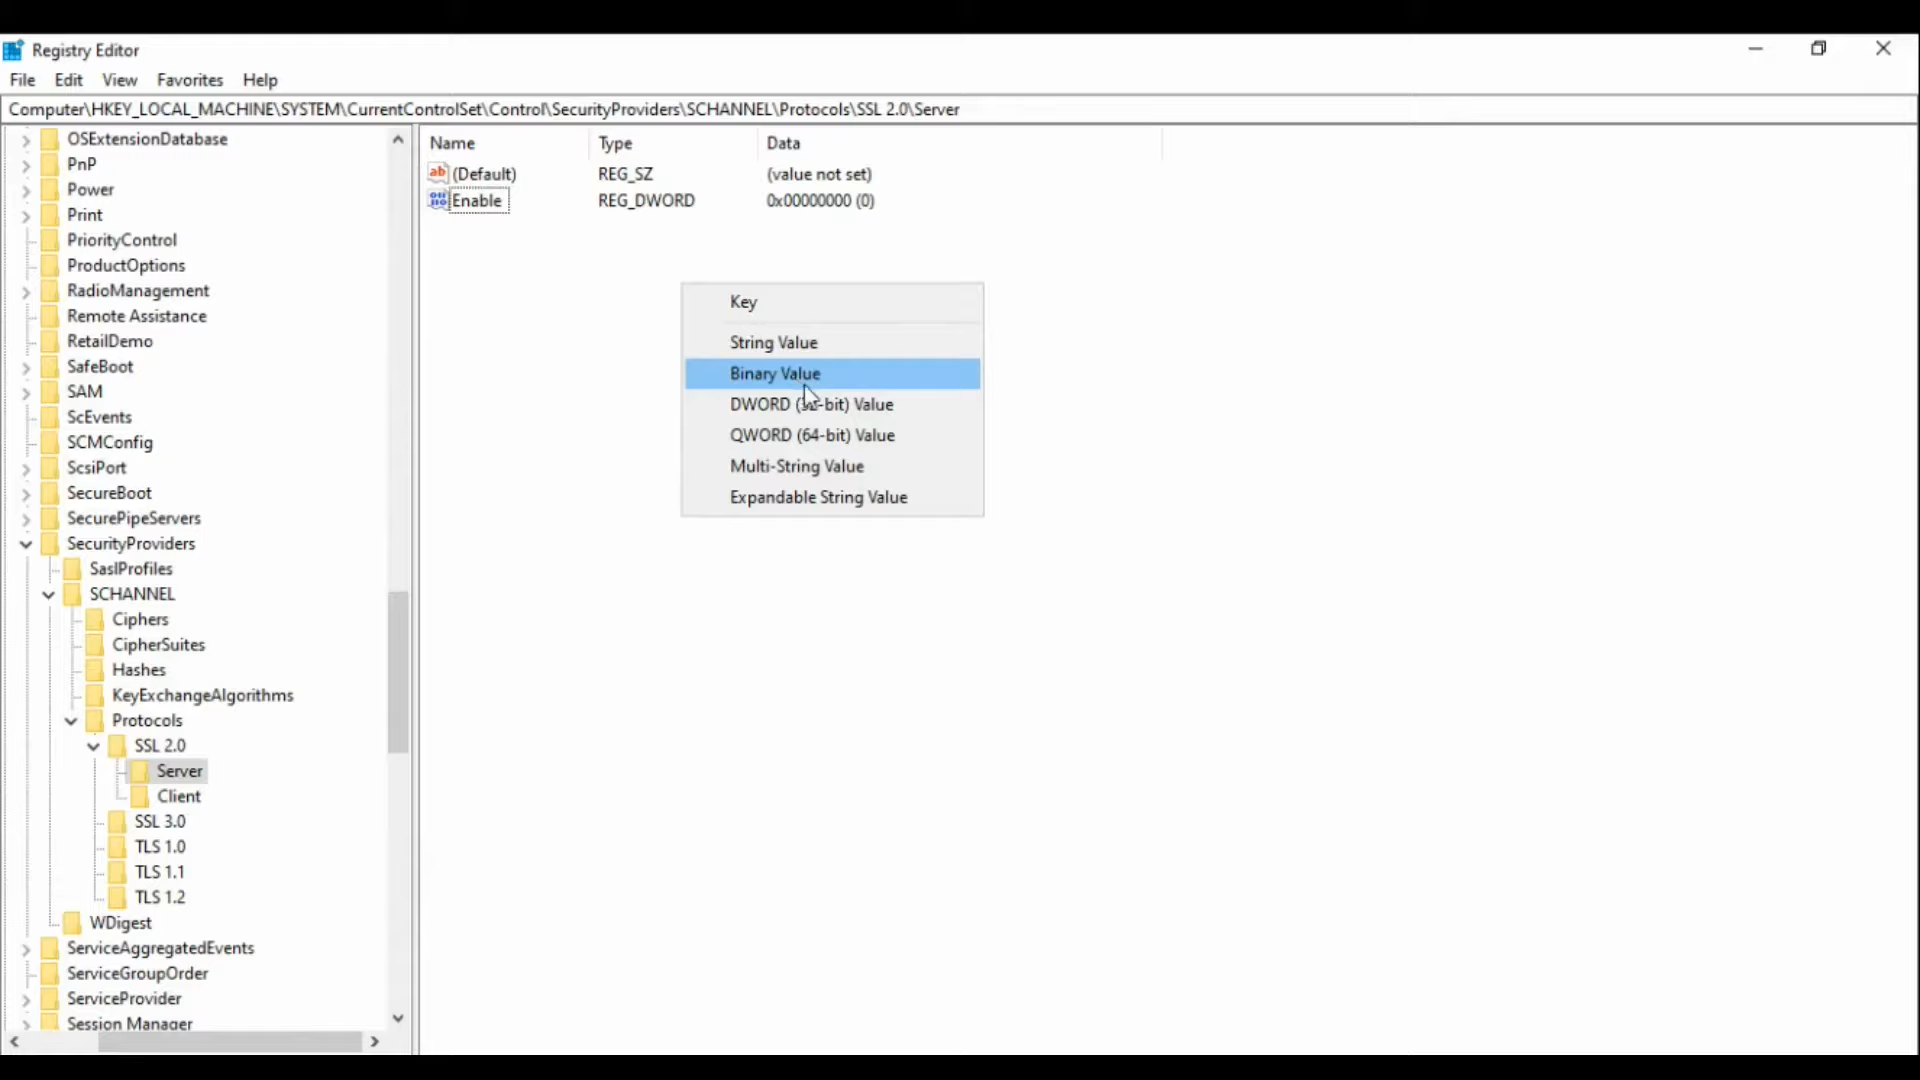 Registry Editor
File Edit View Favorites Help
Computer\HKEY_LOCAL_MACHINE\SYSTEM\CurrentControlSet\Control\SecurityProviders\SCHANNEL\Protocols\SSL 2.0\Server
OSExtensionDatabase
PnP
Power
Print
PriorityControl
ProductOptions
RadioManagement
Remote Assistance
RetailDemo
SafeBoot
SAM
ScEvents
SCMConfig
ScsiPort
SecureBoot
SecurePipeServers
SecurityProviders
SaslProfiles
SCHANNEL
Ciphers
CipherSuites
Hashes
KeyExchangeAlgorithms
Protocols
SSL 2.0
Server
Client
SSL 3.0
TLS 1.0
TLS 1.1
TLS 1.2
WDigest
ServiceAggregatedEvents
ServiceGroupOrder
ServiceProvider
Session Manager
Name Type Data
(Default) REG_SZ (value not set)
Enable REG_DWORD 0x00000000 (0)
Key
String Value
Binary Value
DWORD (32-bit) Value
QWORD (64-bit) Value
Multi-String Value
Expandable String Value